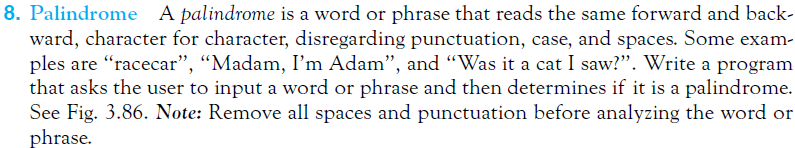 8. Palindrome A palindrome is a word or phrase that reads the same forward and back-
ward, character for character, disregarding punctuation, case, and spaces. Some exam-
ples are “racecar”, “Madam, I’m Adam”, and “Was it a cat I saw?”. Write a program
that asks the user to input a word or phrase and then determines if it is a palindrome.
See Fig. 3.86. Note: Remove all spaces and punctuation before analyzing the word or
phrase.